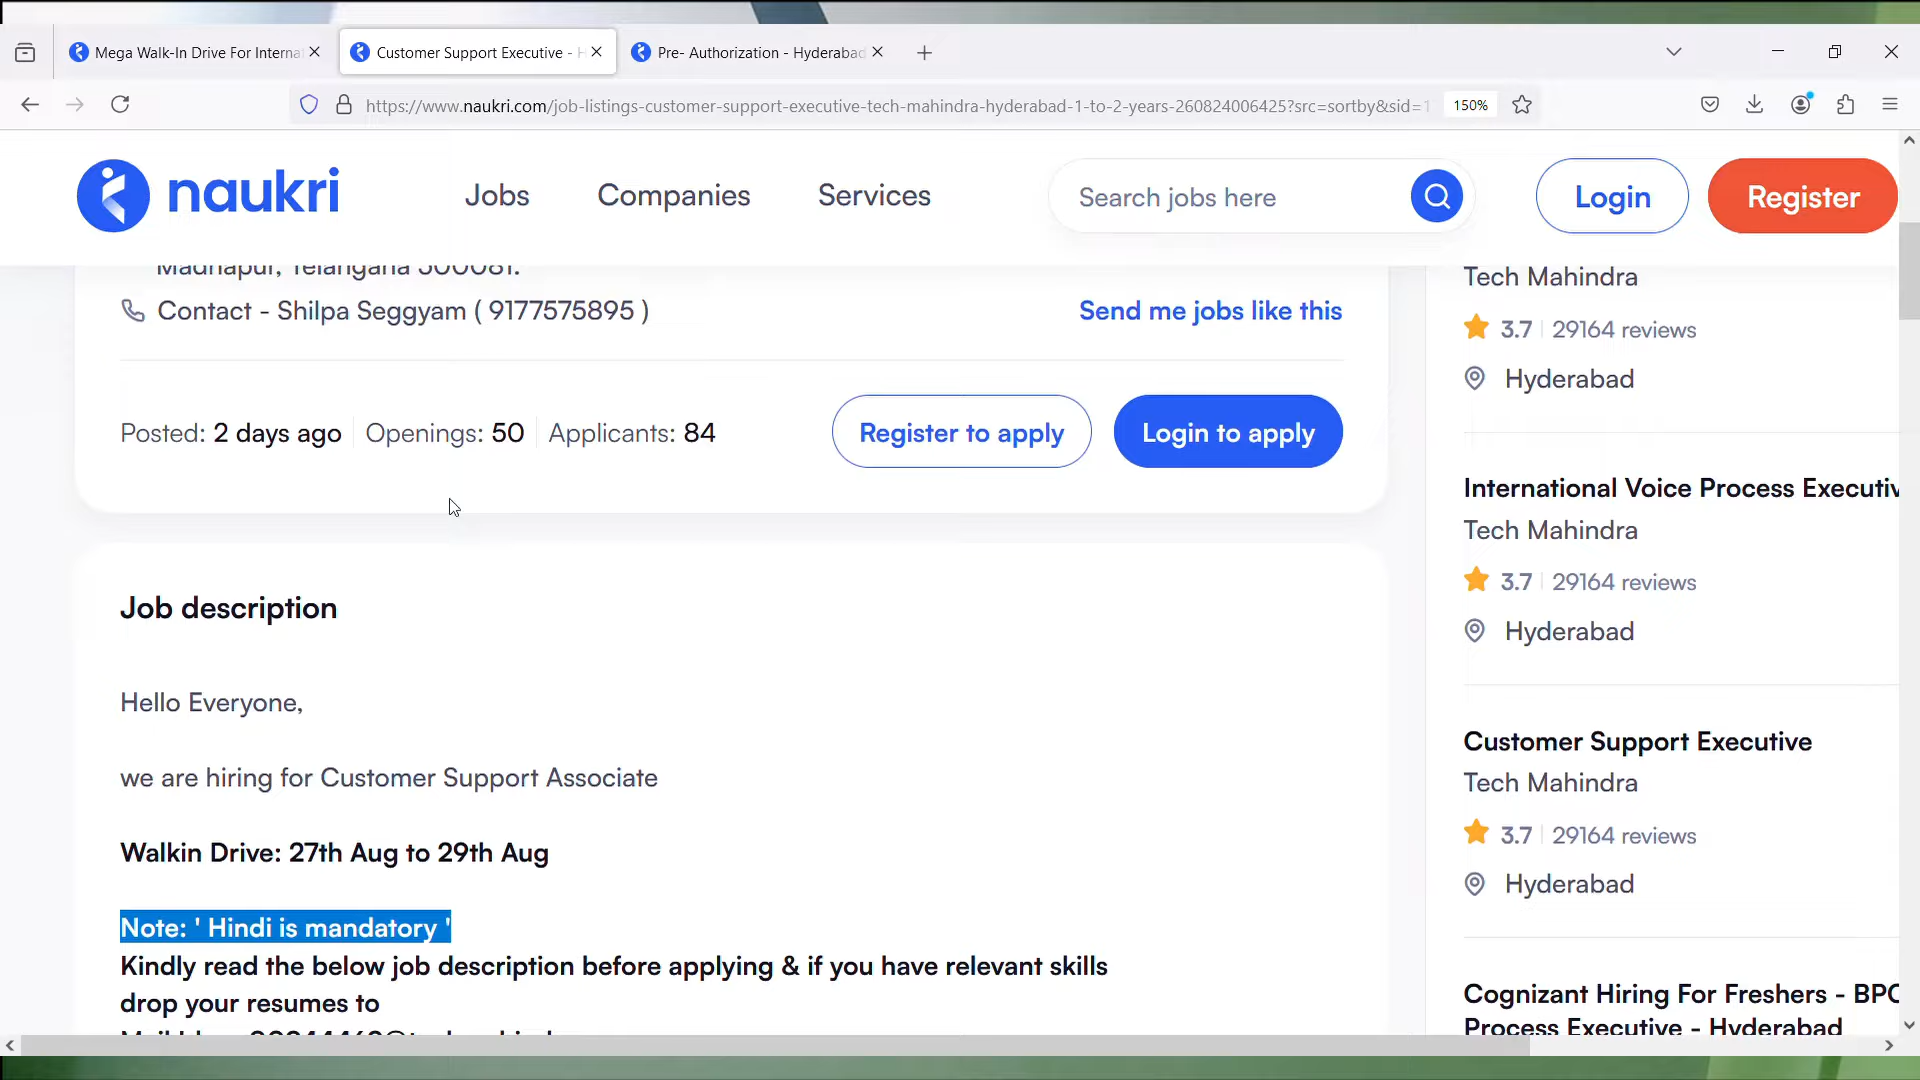 Mega Walk-In Drive For Interna
Customer Support Executive - H
Pre- Authorization - Hyderabad
https://www.naukri.com/job-listings-customer-support-executive-tech-mahindra-hyderabad-1-to-2-years-260824006425?src=sortby&sid=1
150%
naukri
Jobs
Companies
Services
Search jobs here
Login
Register
Madhapur, Telangana 500081.
Contact - Shilpa Seggyam ( 9177575895 )
Send me jobs like this
Posted: 2 days ago
Openings: 50
Applicants: 84
Register to apply
Login to apply
Job description
Hello Everyone,
we are hiring for Customer Support Associate
Walkin Drive: 27th Aug to 29th Aug
Note: ' Hindi is mandatory '
Kindly read the below job description before applying & if you have relevant skills
drop your resumes to
Tech Mahindra
3.7 | 29164 reviews
Hyderabad
International Voice Process Executiv
Tech Mahindra
3.7 | 29164 reviews
Hyderabad
Customer Support Executive
Tech Mahindra
3.7 | 29164 reviews
Hyderabad
Cognizant Hiring For Freshers - BPO
Process Executive - Hyderabad